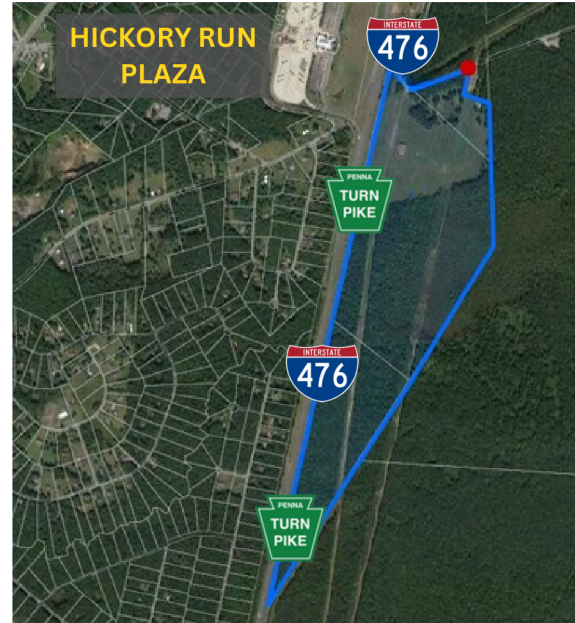 HICKORY RUN
PLAZA
INTERSTATE
476
PENNA
TURN
PIKE
INTERSTATE
476
PENNA
TURN
PIKE